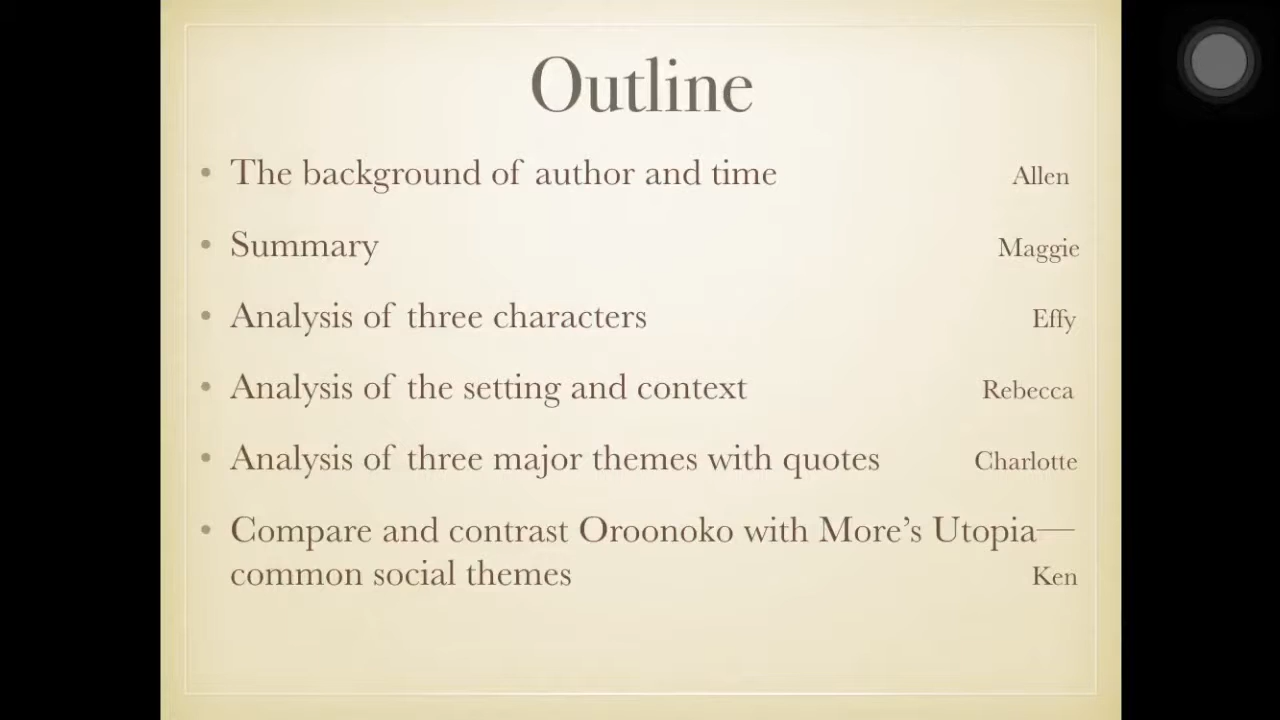 Outline
• The background of author and time Allen
• Summary Maggie
• Analysis of three characters Effy
• Analysis of the setting and context Rebecca
• Analysis of three major themes with quotes Charlotte
• Compare and contrast Oroonoko with More’s Utopia—
common social themes Ken